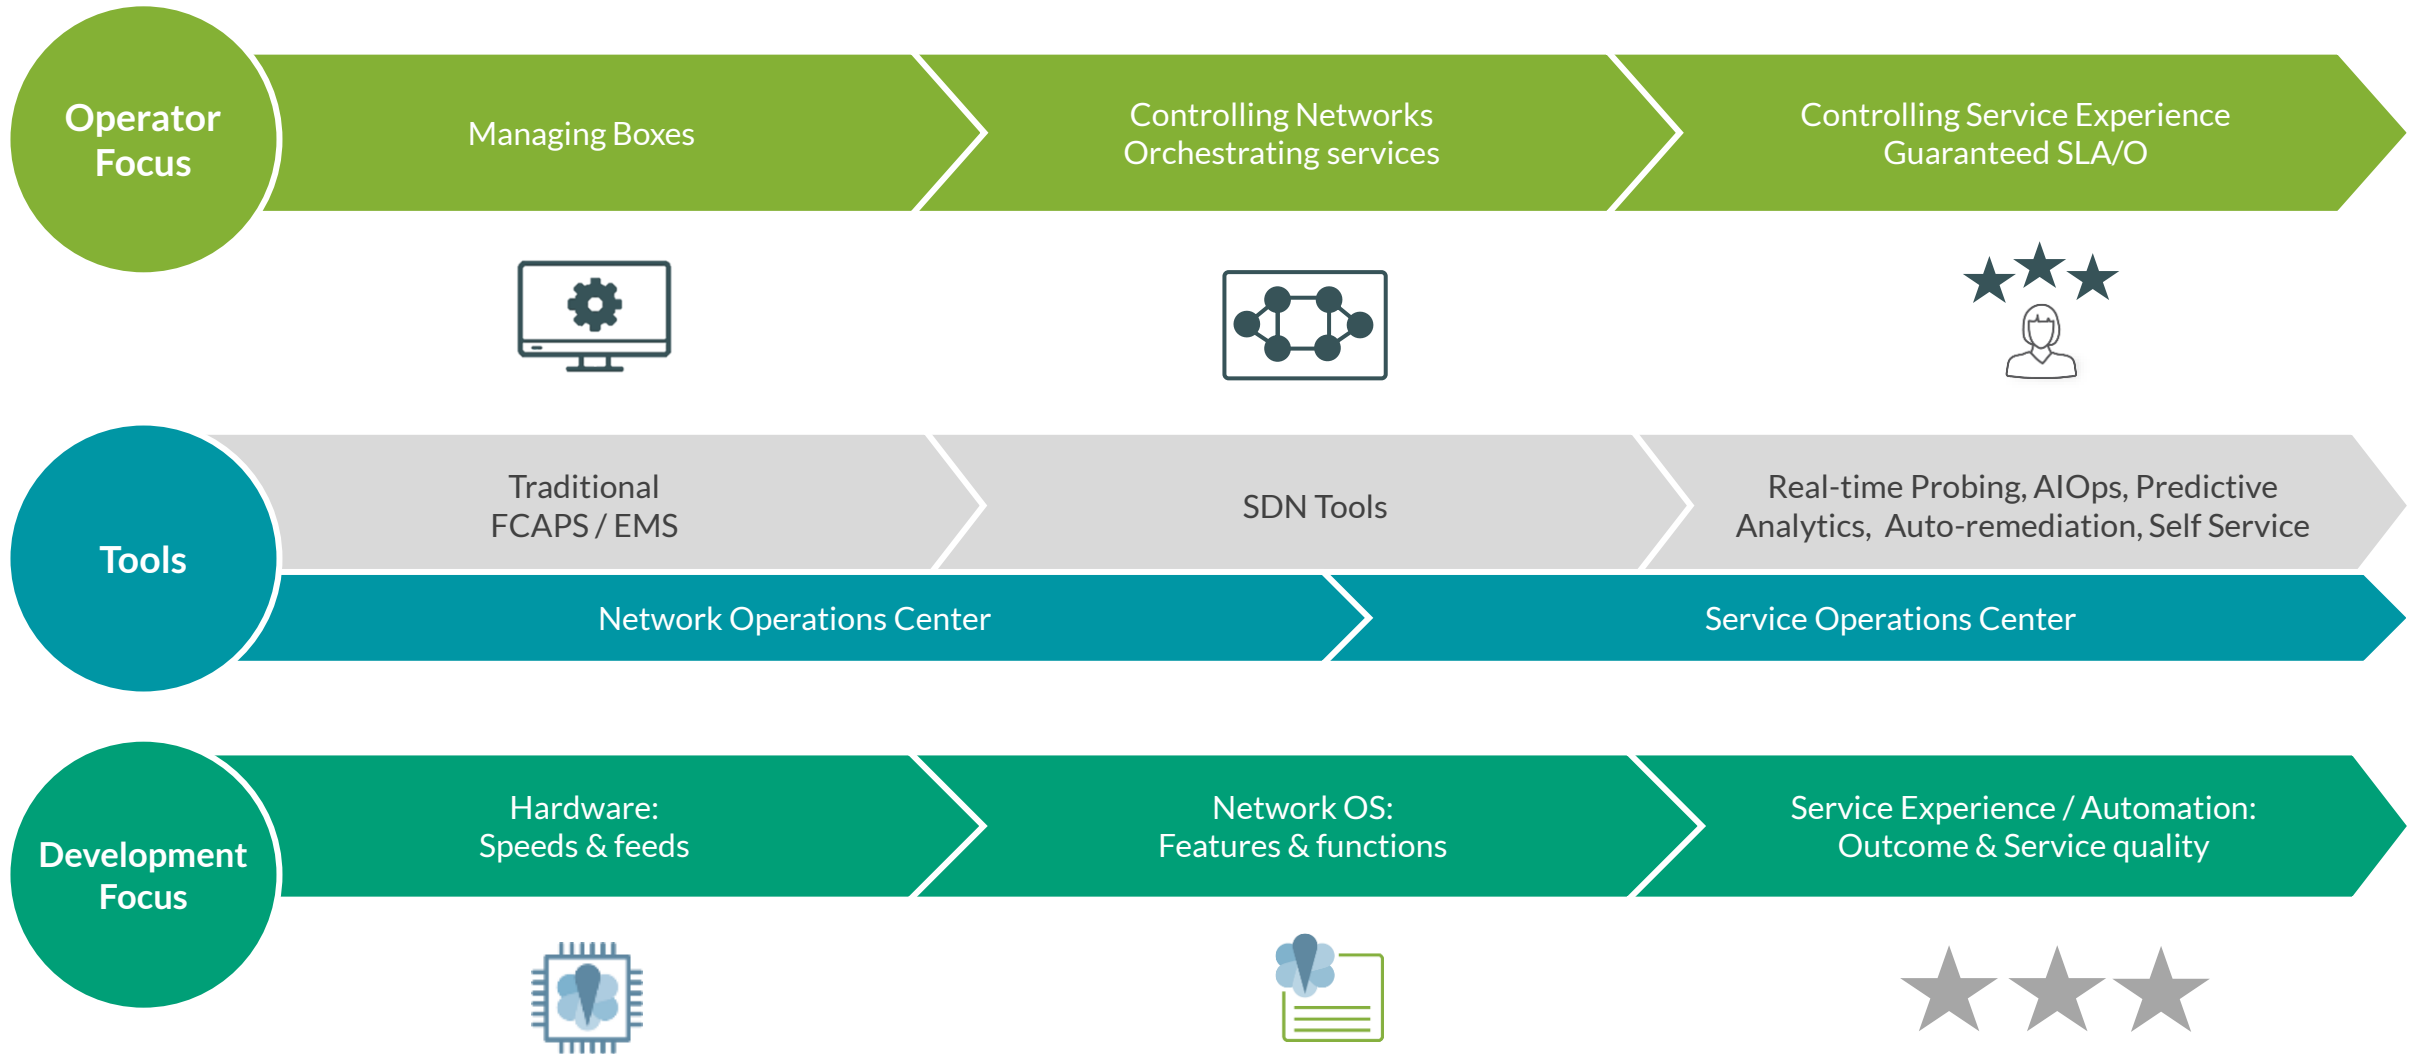 Operator
Focus
Managing Boxes
Controlling Networks
Orchestrating services
Controlling Service Experience
Guaranteed SLA/O
Tools
Traditional
FCAPS / EMS
SDN Tools
Real-time Probing, AIOps, Predictive
Analytics,  Auto-remediation, Self Service
Network Operations Center
Service Operations Center
Development
Focus
Hardware:
Speeds & feeds
Network OS:
Features & functions
Service Experience / Automation:
Outcome & Service quality